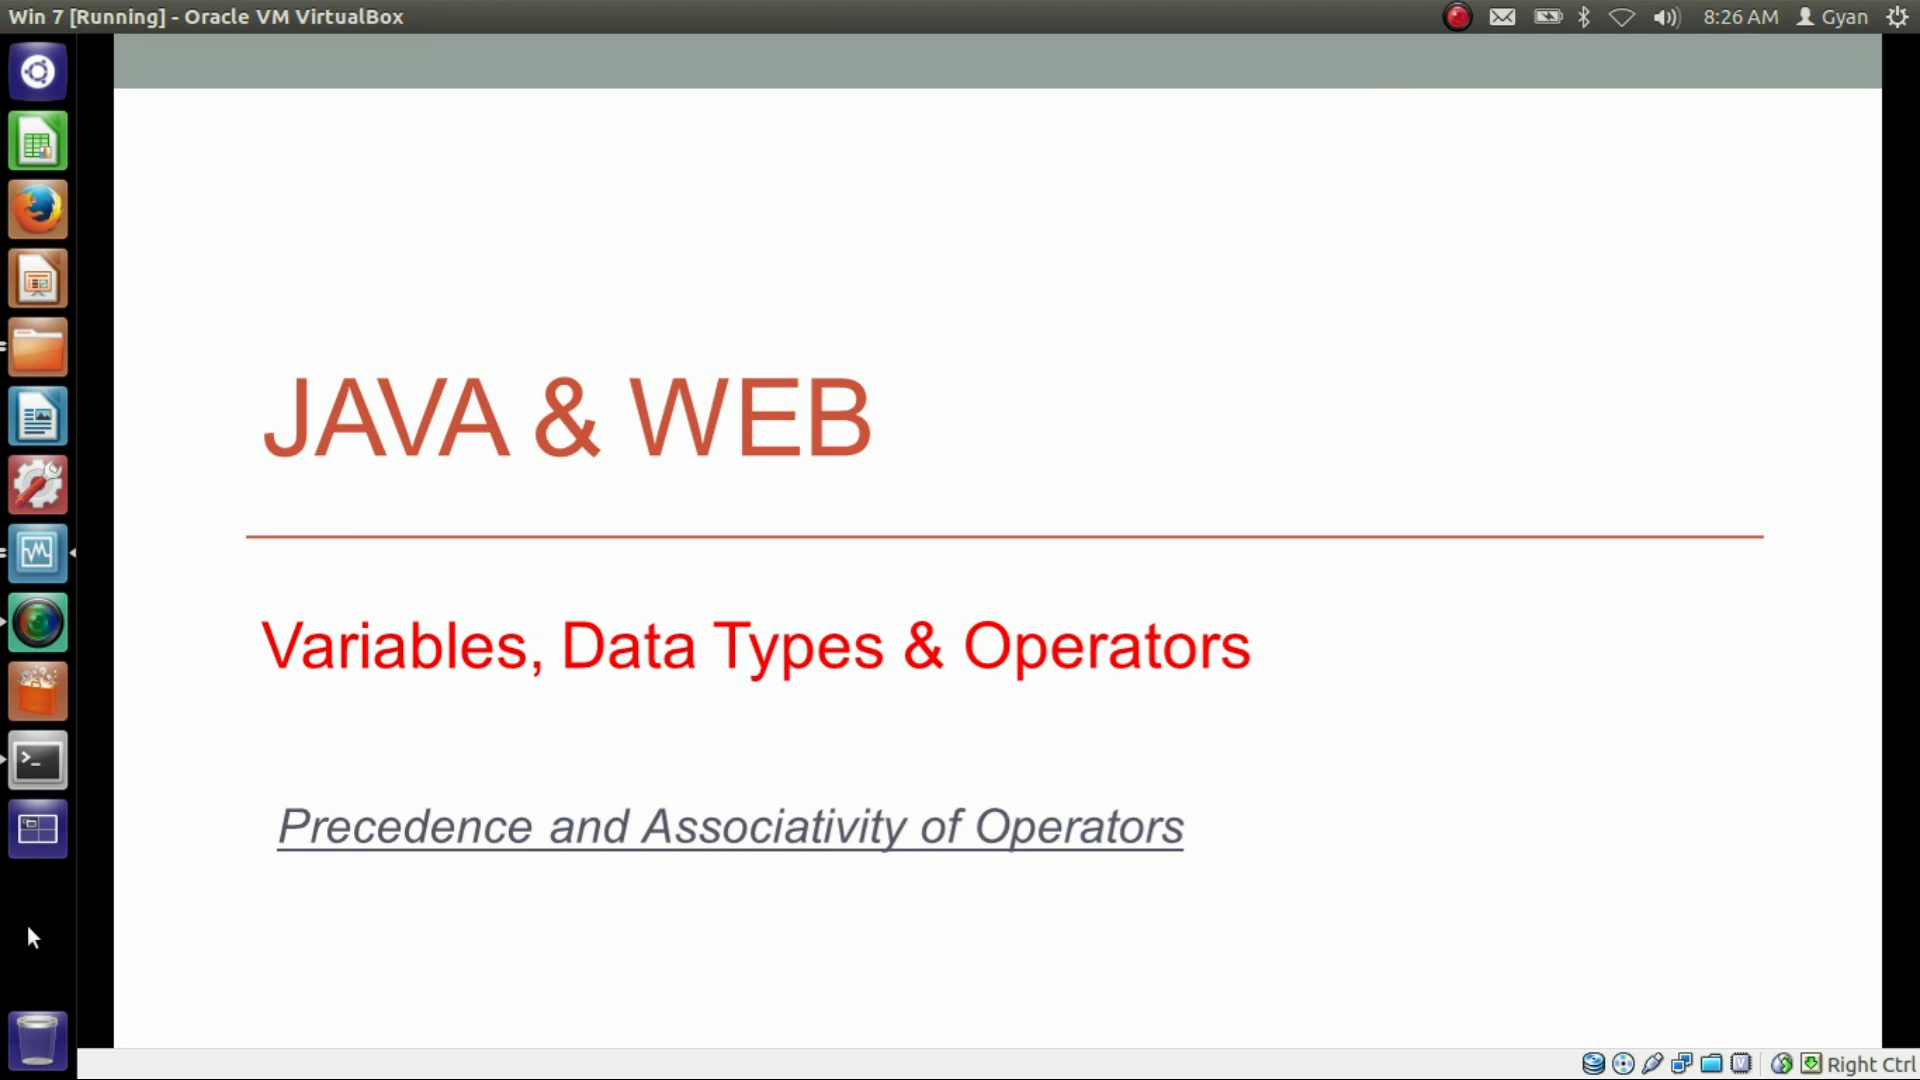 Win 7 [Running] - Oracle VM VirtualBox
8:26 AM
Gyan
JAVA & WEB
Variables, Data Types & Operators
Precedence and Associativity of Operators
Right Ctrl